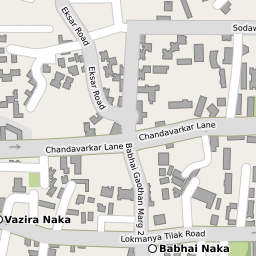 Eksar Road
Sodaw
Eksar Road
Chandavarkar Lane
Chandavarkar Lane
Babhai Gaothan Marg 2
Vazira Naka
Lokmanya Tilak Road
Babhai Naka